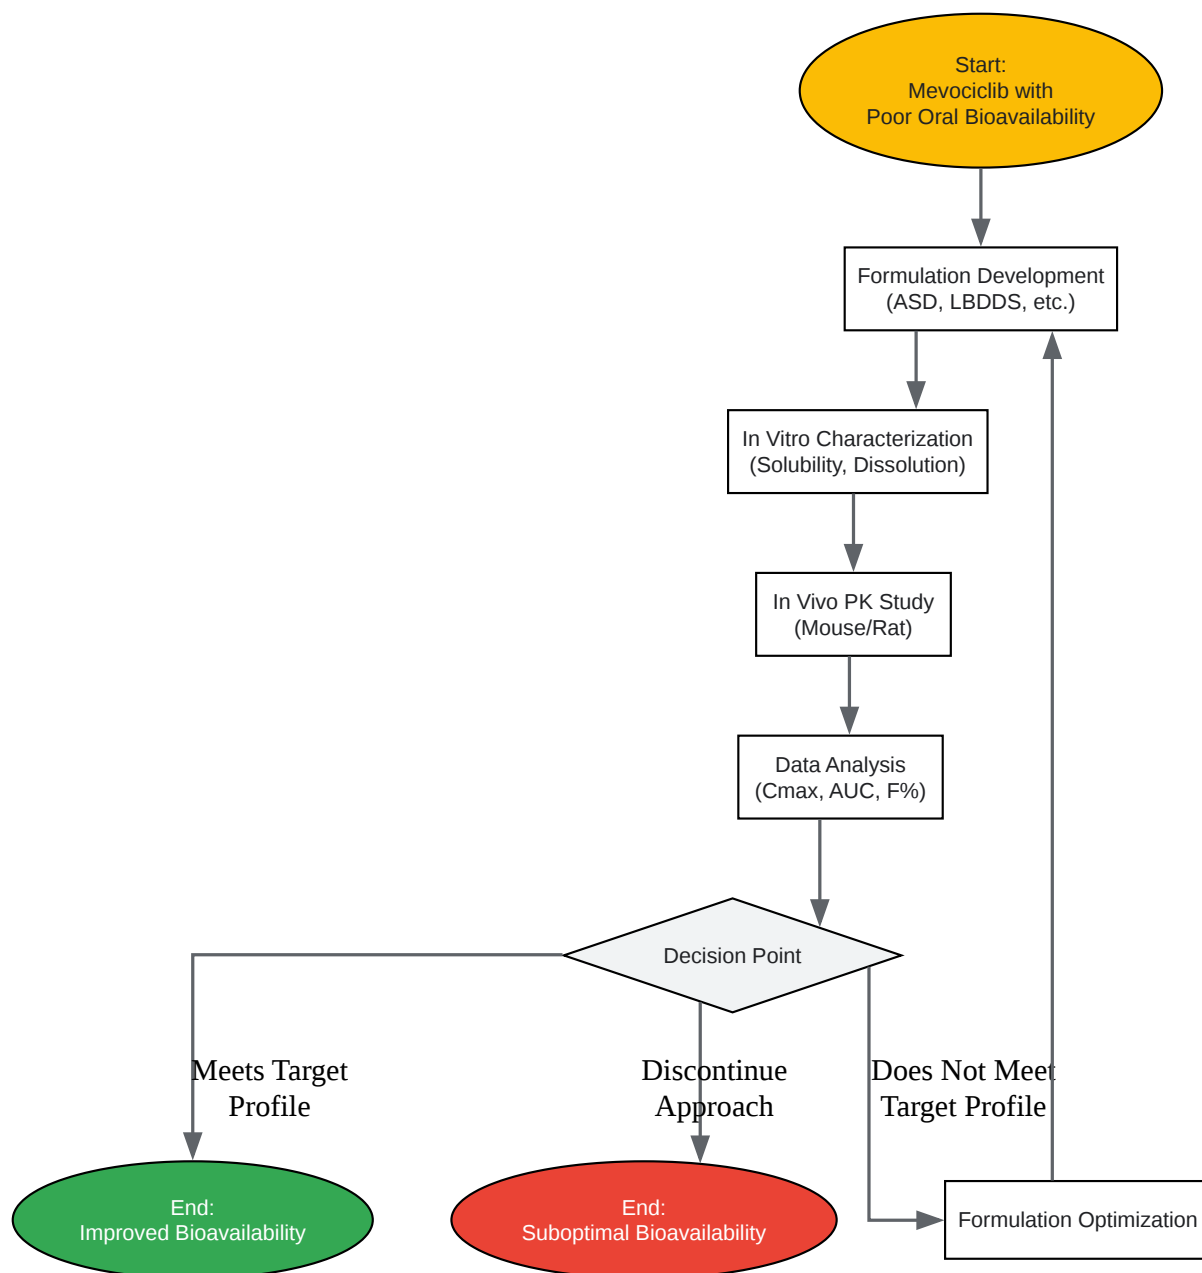 Start:
Mevociclib with
Poor Oral Bioavailability
Formulation Development
(ASD, LBDDS, etc.)
In Vitro Characterization
(Solubility, Dissolution)
In Vivo PK Study
(Mouse/Rat)
Data Analysis
(Cmax, AUC, F%)
Decision Point
Meets Target
Profile
Discontinue
Approach
Does Not Meet
Target Profile
End:
Improved Bioavailability
End:
Suboptimal Bioavailability
Formulation Optimization